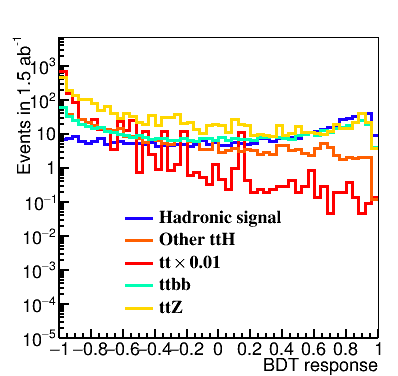 Events in 1.5 ab⁻¹
10³
10²
10
1
10⁻¹
10⁻²
10⁻³
10⁻⁴
10⁻⁵
Hadronic signal
Other ttH
tt × 0.01
ttbb
ttZ
−1 −0.8 −0.6 −0.4 −0.2 0 0.2 0.4 0.6 0.8 1
BDT response